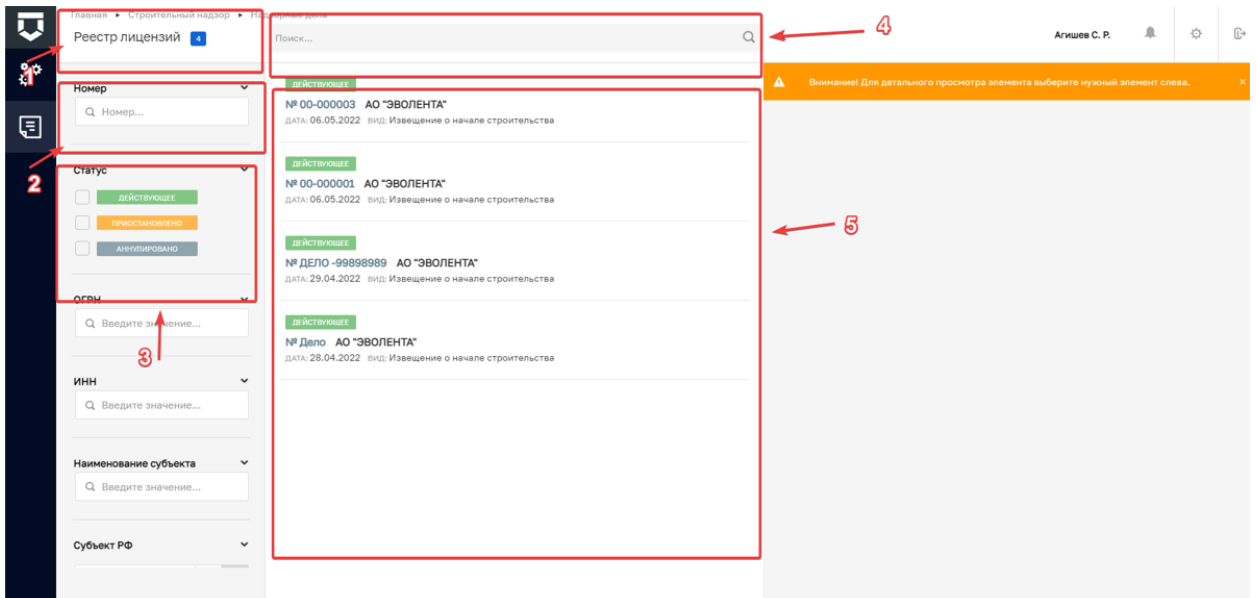 Главная ▸ Строительный надзор ▸ Надзорные дела
Реестр лицензий 4
Поиск...
4
Агишев С. Р.
1
Номер
Номер...
2
Статус
ДЕЙСТВУЮЩЕЕ
ПРИОСТАНОВЛЕНО
АННУЛИРОВАНО
ОГРН
Введите значение...
3
ИНН
Введите значение...
Наименование субъекта
Введите значение...
Субъект РФ
ДЕЙСТВУЮЩЕЕ
№ 00-000003 АО "ЭВОЛЕНТА"
ДАТА: 06.05.2022 ВИД: Извещение о начале строительства
ДЕЙСТВУЮЩЕЕ
№ 00-000001 АО "ЭВОЛЕНТА"
ДАТА: 06.05.2022 ВИД: Извещение о начале строительства
5
ДЕЙСТВУЮЩЕЕ
№ ДЕЛО -99898989 АО "ЭВОЛЕНТА"
ДАТА: 29.04.2022 ВИД: Извещение о начале строительства
ДЕЙСТВУЮЩЕЕ
№ Дело АО "ЭВОЛЕНТА"
ДАТА: 28.04.2022 ВИД: Извещение о начале строительства
Внимание! Для детального просмотра элемента выберите нужный элемент слева.